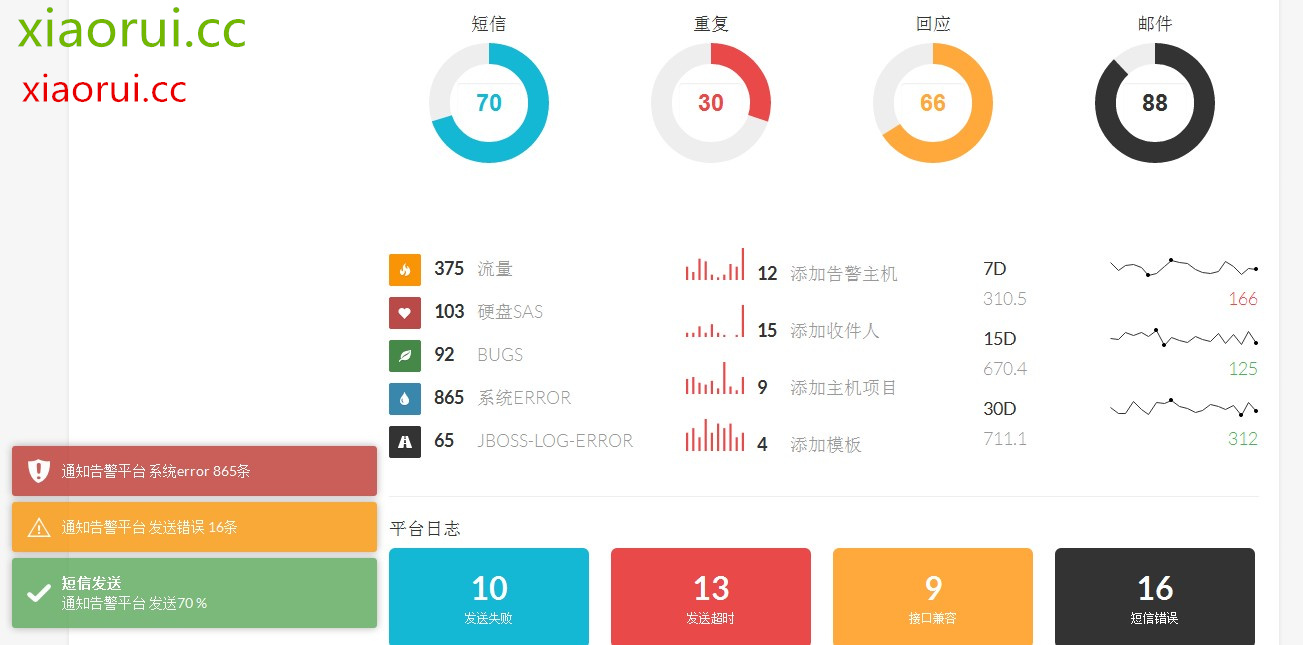 xiaorui.cc
xiaorui.cc
短信
70
重复
30
回应
66
邮件
88
375 流量
103 硬盘SAS
92 BUGS
865 系统ERROR
65 JBOSS-LOG-ERROR
12 添加告警主机
15 添加收件人
9 添加主机项目
4 添加模板
7D
310.5
166
15D
670.4
125
30D
711.1
312
通知告警平台 系统error 865条
通知告警平台 发送错误 16条
短信发送
通知告警平台 发送70 %
平台日志
10
发送失败
13
发送超时
9
接口兼容
16
短信错误